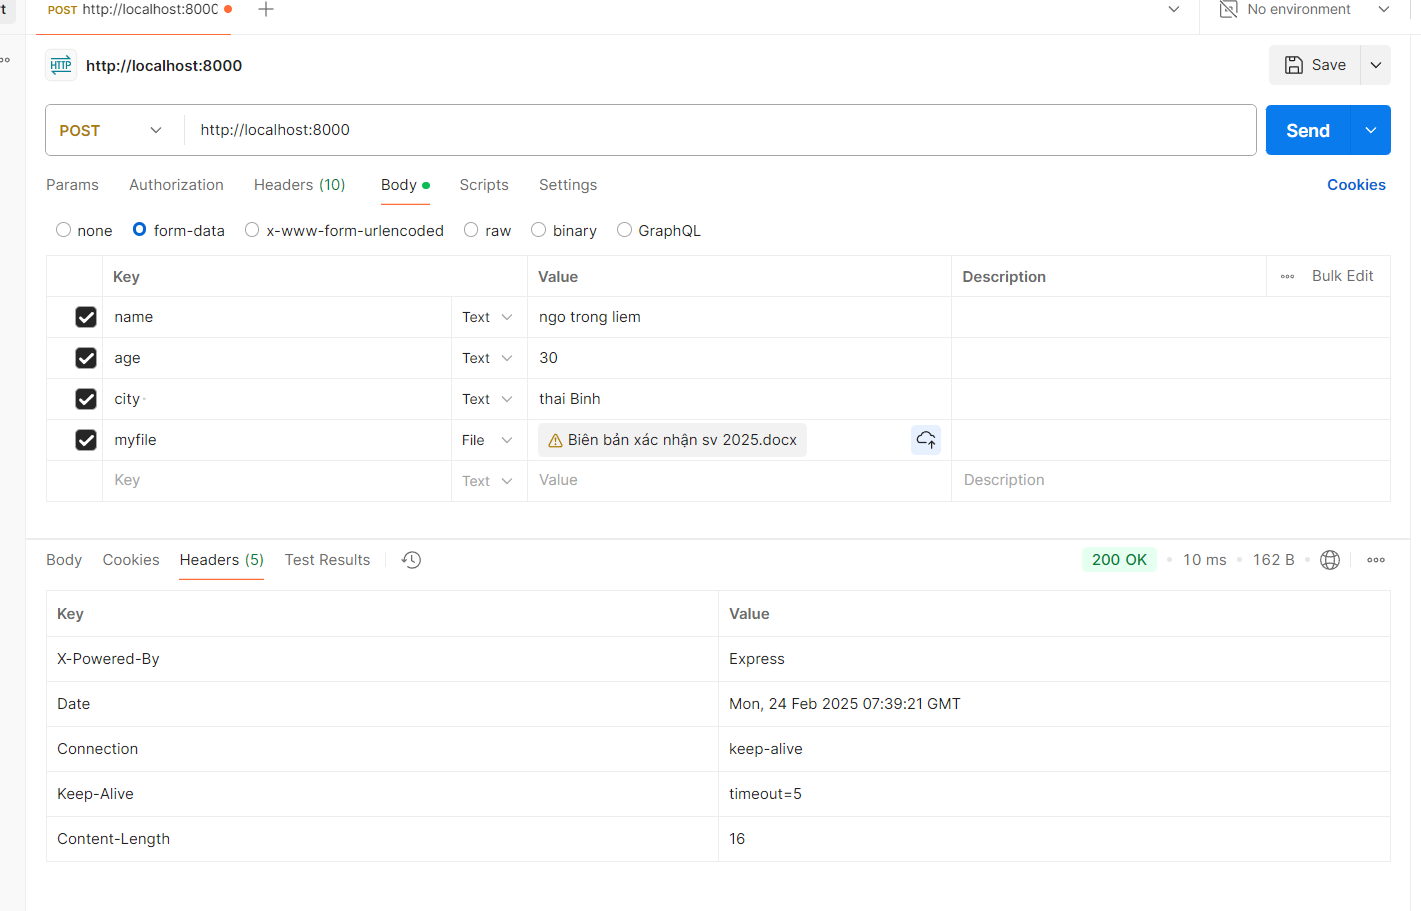 t POST http://localhost:8000 No environment
HTTP http://localhost:8000 Save
POST http://localhost:8000 Send
Params Authorization Headers (10) Body Scripts Settings Cookies
none form-data x-www-form-urlencoded raw binary GraphQL
Key Value Description Bulk Edit
name Text ngo trong liem
age Text 30
city Text thai Binh
myfile File Biên bản xác nhận sv 2025.docx
Key Text Value Description
Body Cookies Headers (5) Test Results 200 OK 10 ms 162 B
Key Value
X-Powered-By Express
Date Mon, 24 Feb 2025 07:39:21 GMT
Connection keep-alive
Keep-Alive timeout=5
Content-Length 16